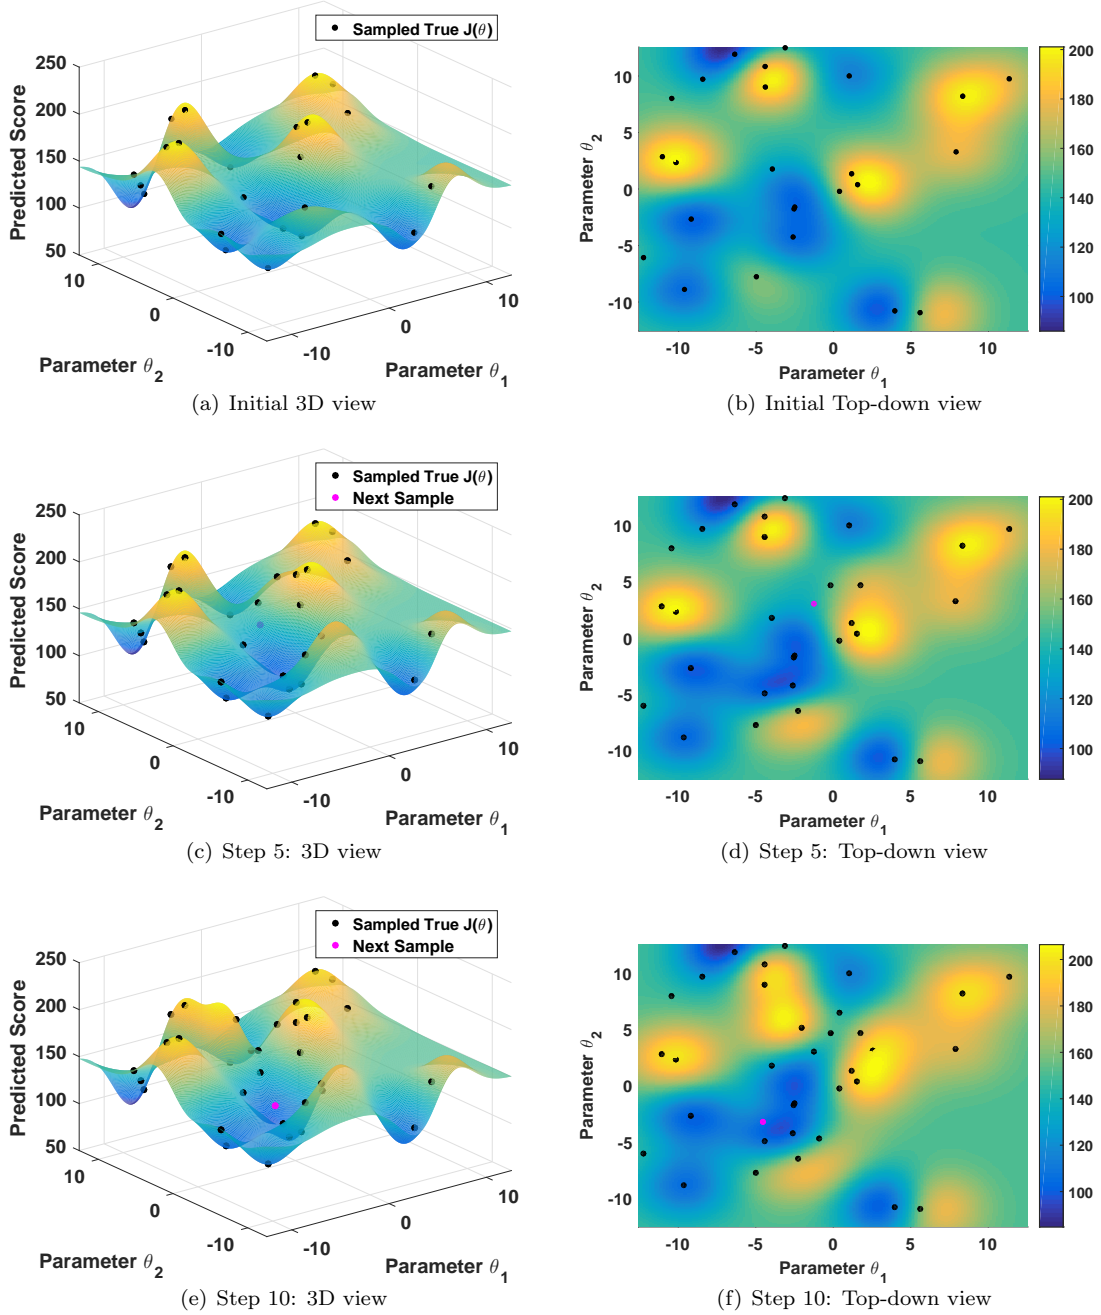 Sampled True J(θ)
250
200
150
100
50
Predicted Score
10
0
-10
Parameter θ2
-10
0
10
Parameter θ1
(a) Initial 3D view
10
5
0
-5
-10
Parameter θ2
-10 -5 0 5 10
Parameter θ1
200
180
160
140
120
100
(b) Initial Top-down view
Sampled True J(θ)
Next Sample
250
200
150
100
50
Predicted Score
10
0
-10
Parameter θ2
-10
0
10
Parameter θ1
(c) Step 5: 3D view
10
5
0
-5
-10
Parameter θ2
-10 -5 0 5 10
Parameter θ1
200
180
160
140
120
100
(d) Step 5: Top-down view
Sampled True J(θ)
Next Sample
250
200
150
100
50
Predicted Score
10
0
-10
Parameter θ2
-10
0
10
Parameter θ1
(e) Step 10: 3D view
10
5
0
-5
-10
Parameter θ2
-10 -5 0 5 10
Parameter θ1
200
180
160
140
120
100
(f) Step 10: Top-down view